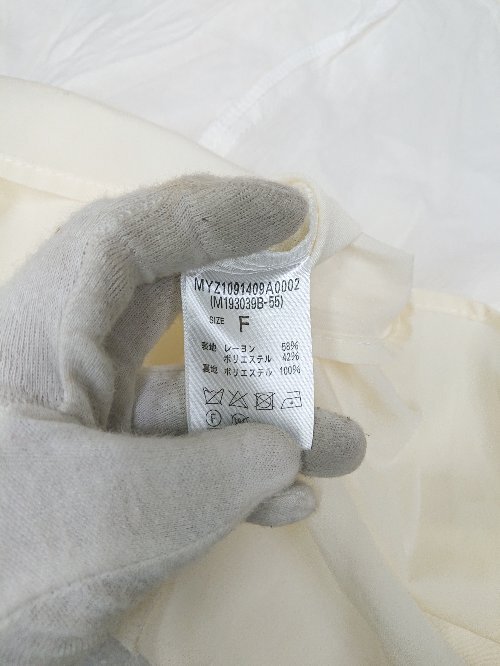 MYZ1091409A0002
(M193039B-55)
SIZE F
表地 レーヨン 58%
ポリエステル 42%
裏地 ポリエステル 100%
F